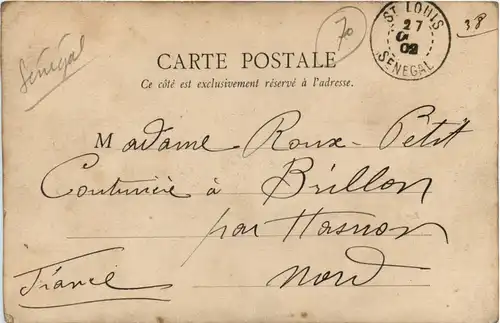 Sénégal
70
38
ST LOUIS
27
02
SENEGAL
CARTE POSTALE
Ce côté est exclusivement réservé à l'adresse.
Madame Roux-Petit
Couturière à Brillon
par Hasnon
Nord
France